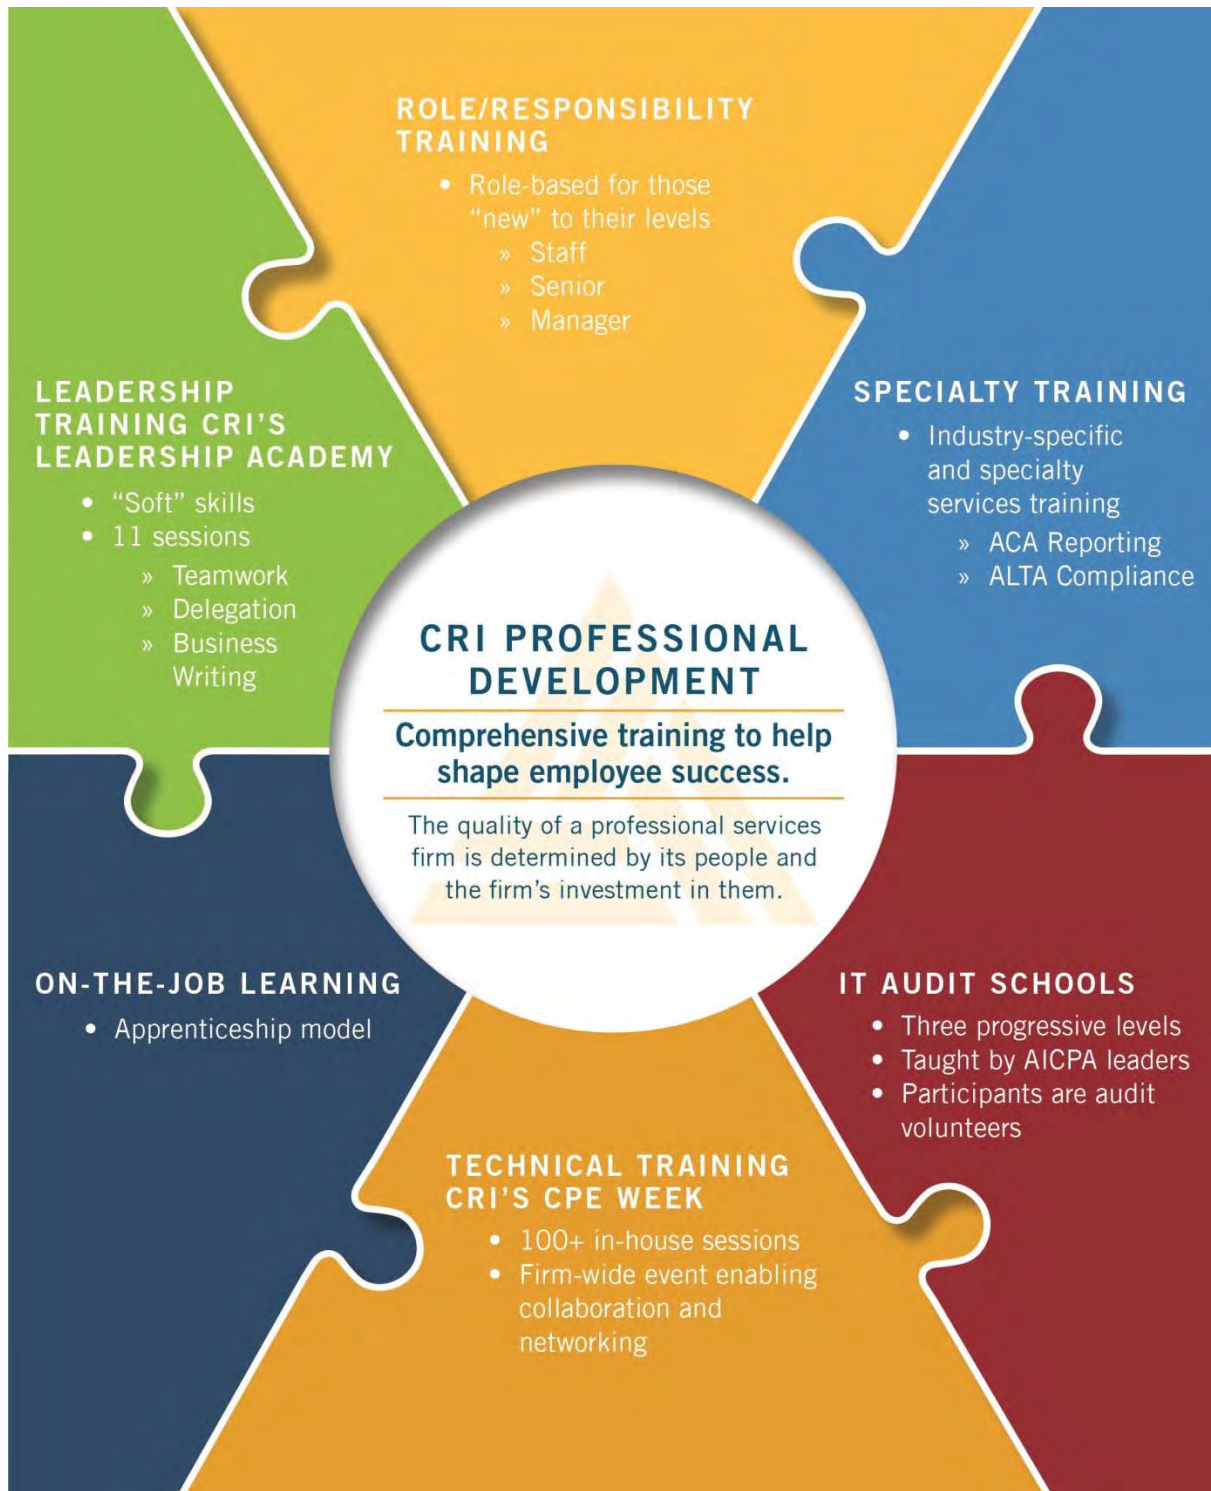 ROLE/RESPONSIBILITY
TRAINING
• Role-based for those
“new” to their levels
» Staff
» Senior
» Manager
LEADERSHIP
TRAINING CRI’S
LEADERSHIP ACADEMY
• “Soft” skills
• 11 sessions
» Teamwork
» Delegation
» Business
Writing
SPECIALTY TRAINING
• Industry-specific
and specialty
services training
» ACA Reporting
» ALTA Compliance
CRI PROFESSIONAL
DEVELOPMENT
Comprehensive training to help
shape employee success.
The quality of a professional services
firm is determined by its people and
the firm’s investment in them.
ON-THE-JOB LEARNING
• Apprenticeship model
IT AUDIT SCHOOLS
• Three progressive levels
• Taught by AICPA leaders
• Participants are audit
volunteers
TECHNICAL TRAINING
CRI’S CPE WEEK
• 100+ in-house sessions
• Firm-wide event enabling
collaboration and
networking